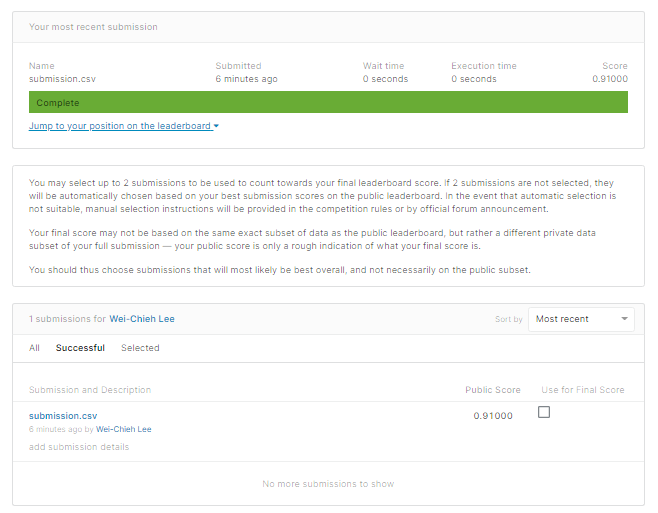 Your most recent submission
Name Submitted Wait time Execution time Score
submission.csv 6 minutes ago 0 seconds 0 seconds 0.91000
Complete
Jump to your position on the leaderboard
You may select up to 2 submissions to be used to count towards your final leaderboard score. If 2 submissions are not selected, they
will be automatically chosen based on your best submission scores on the public leaderboard. In the event that automatic selection is
not suitable, manual selection instructions will be provided in the competition rules or by official forum announcement.
Your final score may not be based on the same exact subset of data as the public leaderboard, but rather a different private data
subset of your full submission — your public score is only a rough indication of what your final score is.
You should thus choose submissions that will most likely be best overall, and not necessarily on the public subset.
1 submissions for Wei-Chieh Lee Sort by Most recent
All Successful Selected
Submission and Description Public Score Use for Final Score
submission.csv 0.91000
6 minutes ago by Wei-Chieh Lee
add submission details
No more submissions to show